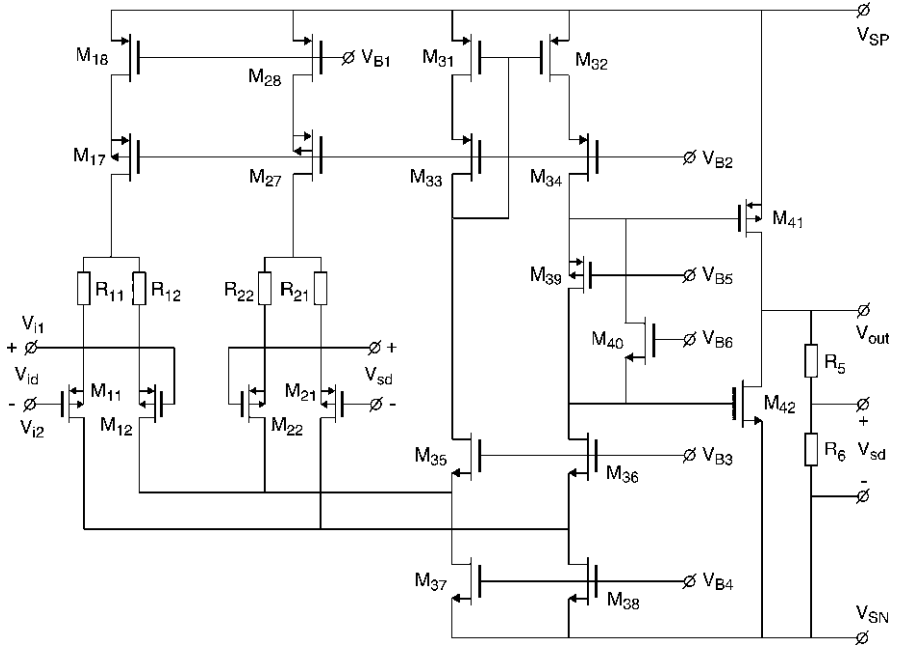 V_SP
M_18
M_28
V_B1
M_31
M_32
M_17
M_27
M_33
M_34
V_B2
M_41
R_11
R_12
R_22
R_21
M_39
V_B5
V_i1
+
V_id
-
V_i2
M_11
M_12
M_21
M_22
+
V_sd
-
M_40
V_B6
V_out
R_5
M_42
+
V_sd
-
R_6
M_35
M_36
V_B3
M_37
M_38
V_B4
V_SN